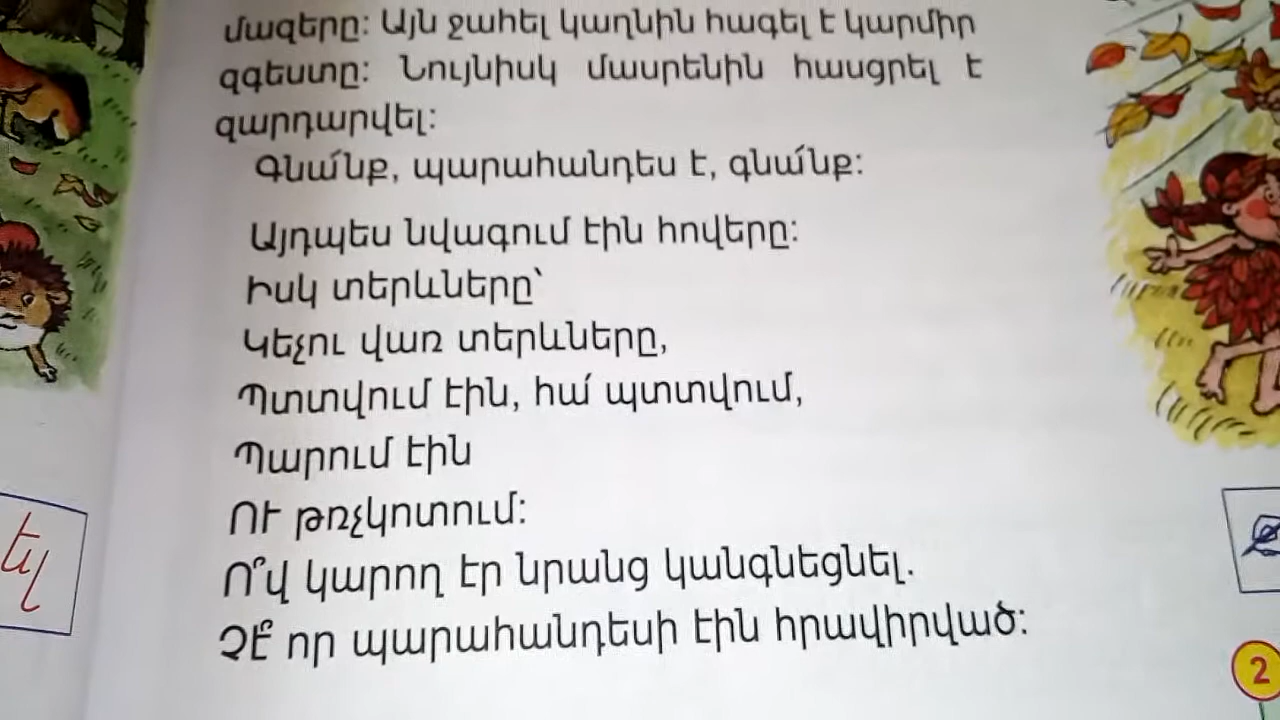 մազերը։ Այն ջահել կաղնին հագել է կարմիր
զգեստը։ Նույնիսկ մասրենին հասցրել է
զարդարվել։
Գնա՛նք, պարահանդես է, գնա՛նք։
Այդպես նվագում էին հովերը։
Իսկ տերևները՝
Կեչու վառ տերևները,
Պտտվում էին, հա՛ պտտվում,
Պարում էին
ՈՒ թռչկոտում։
Ո՞վ կարող էր նրանց կանգնեցնել.
Չէ՞ որ պարահանդեսի էին հրավիրված։
ել
2